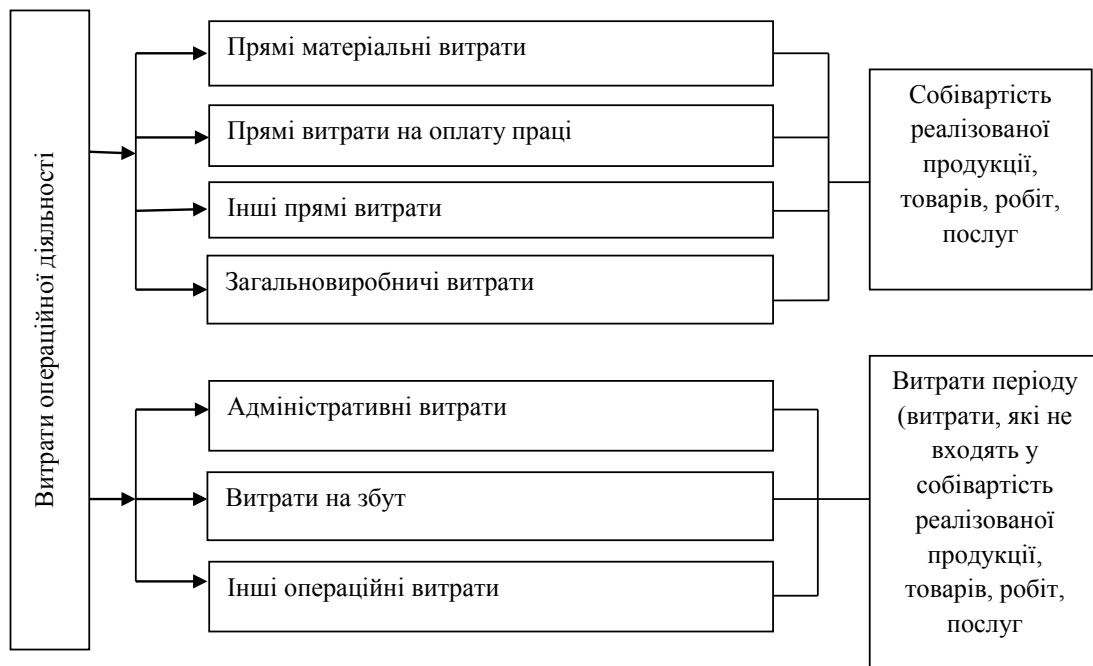 Витрати операційної діяльності
Прямі матеріальні витрати
Прямі витрати на оплату праці
Інші прямі витрати
Загальновиробничі витрати
Собівартість
реалізованої
продукції,
товарів, робіт,
послуг
Адміністративні витрати
Витрати на збут
Інші операційні витрати
Витрати періоду
(витрати, які не
входять у
собівартість
реалізованої
продукції,
товарів, робіт,
послуг